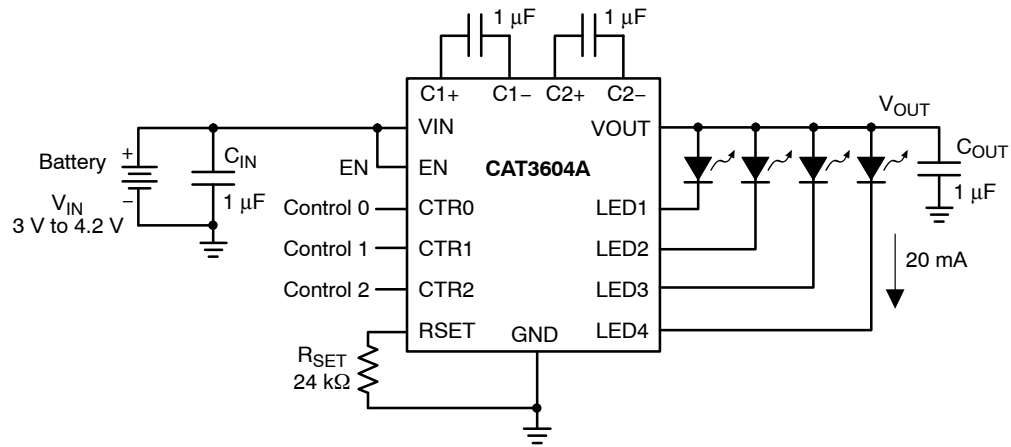 1 μF
1 μF
C1+
C1−
C2+
C2−
VIN
VOUT
VOUT
Battery
+
−
CIN
1 μF
VIN
3 V to 4.2 V
EN
EN
CAT3604A
COUT
1 μF
Control 0
CTR0
LED1
Control 1
CTR1
LED2
20 mA
Control 2
CTR2
LED3
RSET
GND
LED4
RSET
24 kΩ